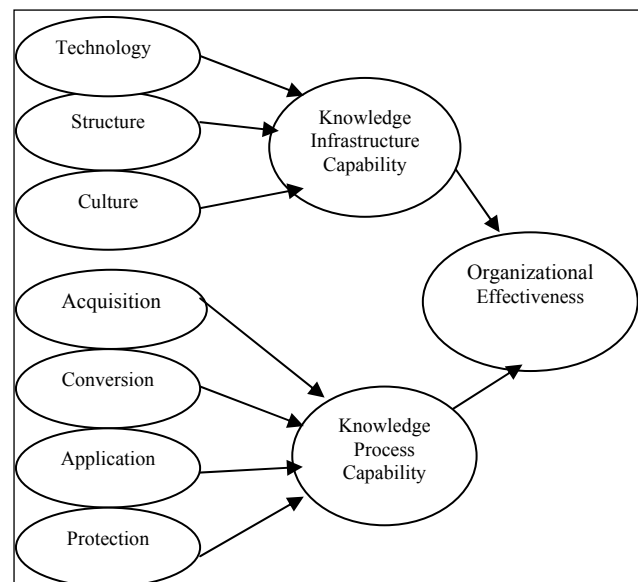 Technology
Structure
Culture
Knowledge
Infrastructure
Capability
Organizational
Effectiveness
Acquisition
Conversion
Application
Protection
Knowledge
Process
Capability